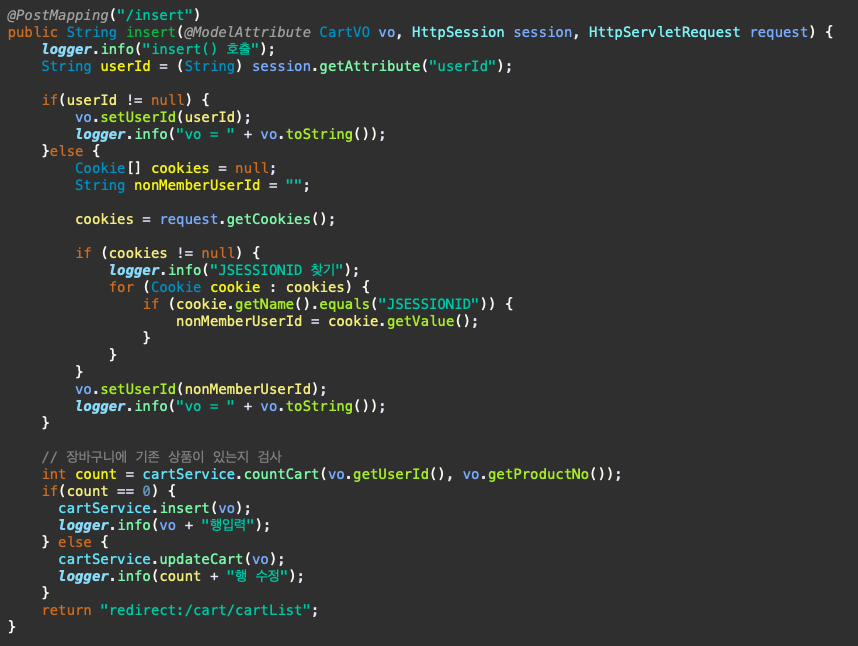 @PostMapping("/insert")
public String insert(@ModelAttribute CartVO vo, HttpSession session, HttpServletRequest request) {
    logger.info("insert() 호출");
    String userId = (String) session.getAttribute("userId");

    if(userId != null) {
        vo.setUserId(userId);
        logger.info("vo = " + vo.toString());
    }else {
        Cookie[] cookies = null;
        String nonMemberUserId = "";

        cookies = request.getCookies();

        if (cookies != null) {
            logger.info("JSESSIONID 찾기");
            for (Cookie cookie : cookies) {
                if (cookie.getName().equals("JSESSIONID")) {
                    nonMemberUserId = cookie.getValue();
                }
            }
        }
        vo.setUserId(nonMemberUserId);
        logger.info("vo = " + vo.toString());
    }

    // 장바구니에 기존 상품이 있는지 검사
    int count = cartService.countCart(vo.getUserId(), vo.getProductNo());
    if(count == 0) {
      cartService.insert(vo);
      logger.info(vo + "행입력");
    } else {
      cartService.updateCart(vo);
      logger.info(count + "행 수정");
    }
    return "redirect:/cart/cartList";
}